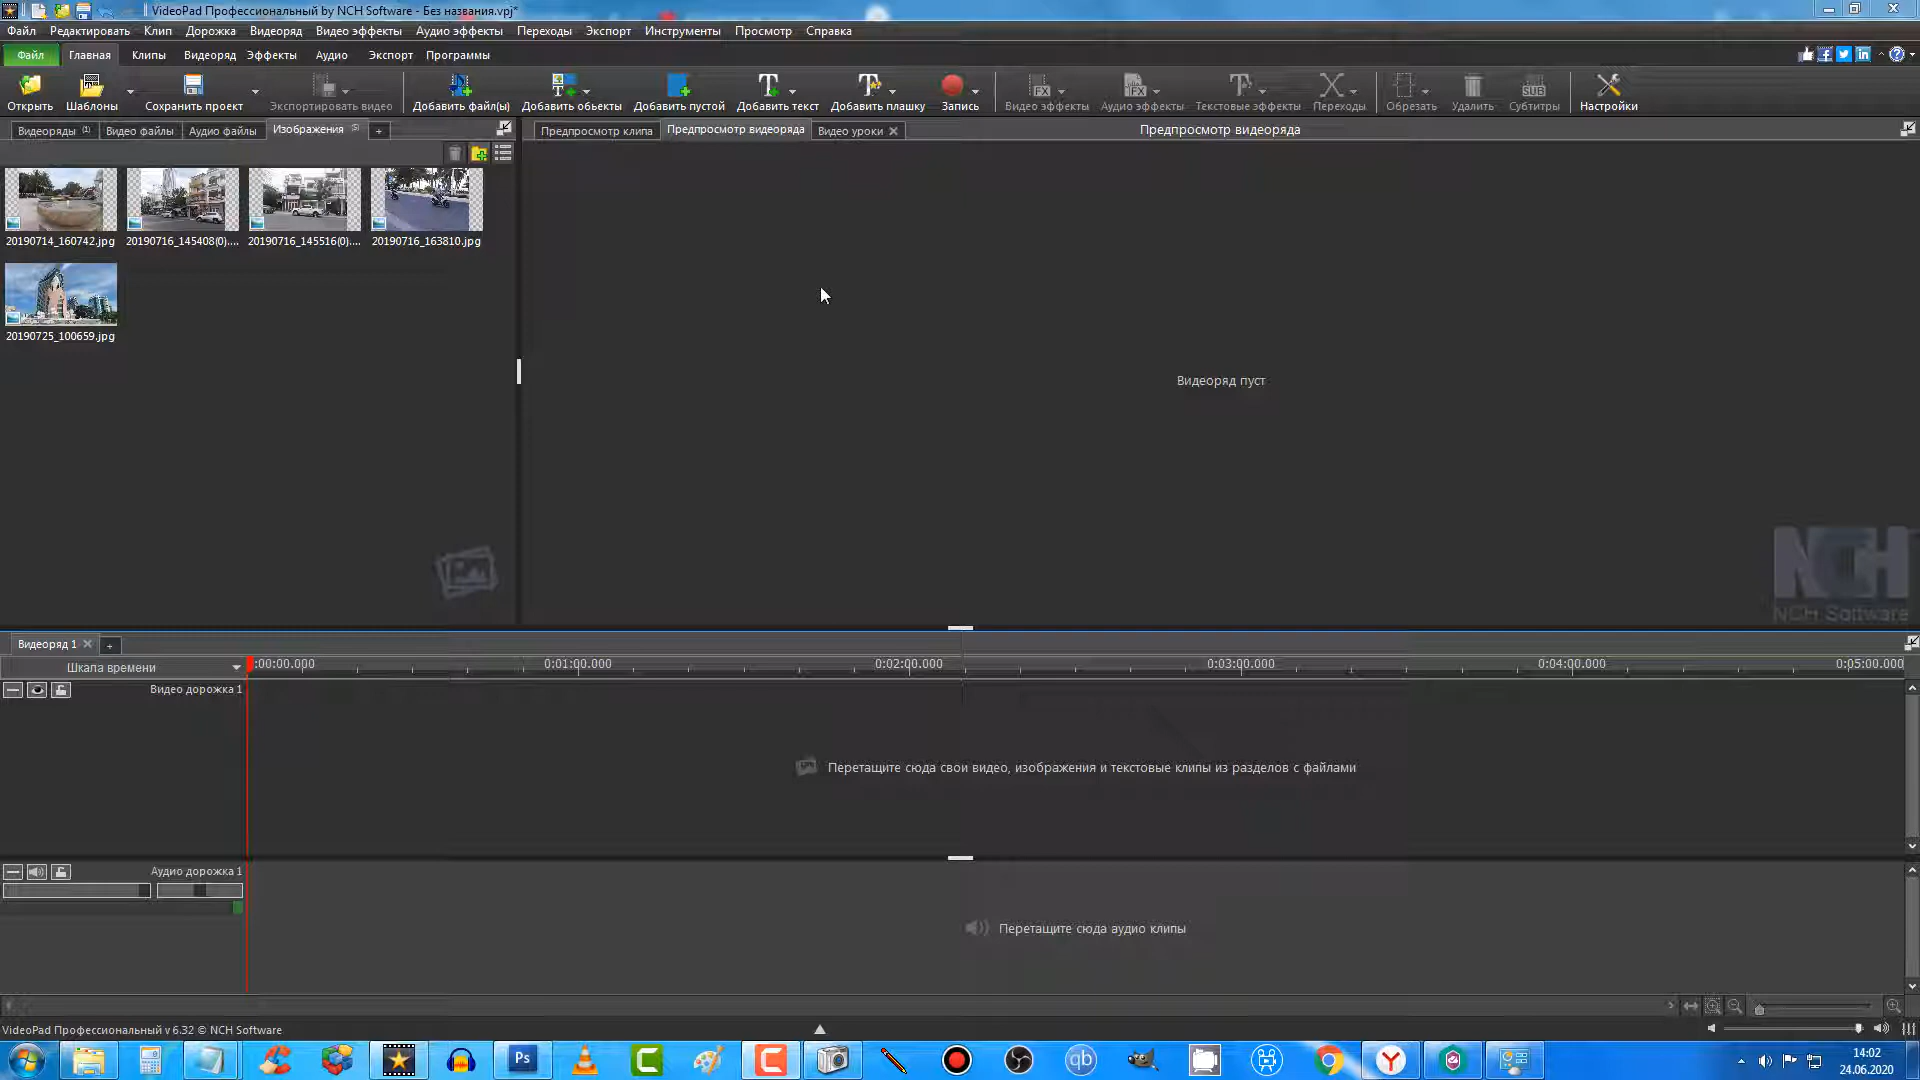 VideoPad Профессиональный by NCH Software - Без названия.vpj*
Файл Редактировать Клип Дорожка Видеоряд Видео эффекты Аудио эффекты Переходы Экспорт Инструменты Просмотр Справка
Файл Главная Клипы Видеоряд Эффекты Аудио Экспорт Программы
Открыть Шаблоны Сохранить проект Экспортировать видео Добавить файл(ы) Добавить объекты Добавить пустой Добавить текст Добавить плашку Запись Видео эффекты Аудио эффекты Текстовые эффекты Переходы Обрезать Удалить Субтитры Настройки
Видеоряды (1) Видео файлы Аудио файлы Изображения (5) +
Предпросмотр клипа Предпросмотр видеоряда Видео уроки Предпросмотр видеоряда
20190714_160742.jpg 20190716_145408(0).... 20190716_145516(0).... 20190716_163810.jpg
20190725_100659.jpg
Видеоряд пуст
NCH
NCH Software
Видеоряд 1 +
Шкала времени :00:00.000 0:01:00.000 0:02:00.000 0:03:00.000 0:04:00.000 0:05:00.000
Видео дорожка 1
Перетащите сюда свои видео, изображения и текстовые клипы из разделов с файлами
Аудио дорожка 1
Перетащите сюда аудио клипы
VideoPad Профессиональный v 6.32 © NCH Software
Ps qb
14:02
24.06.2020